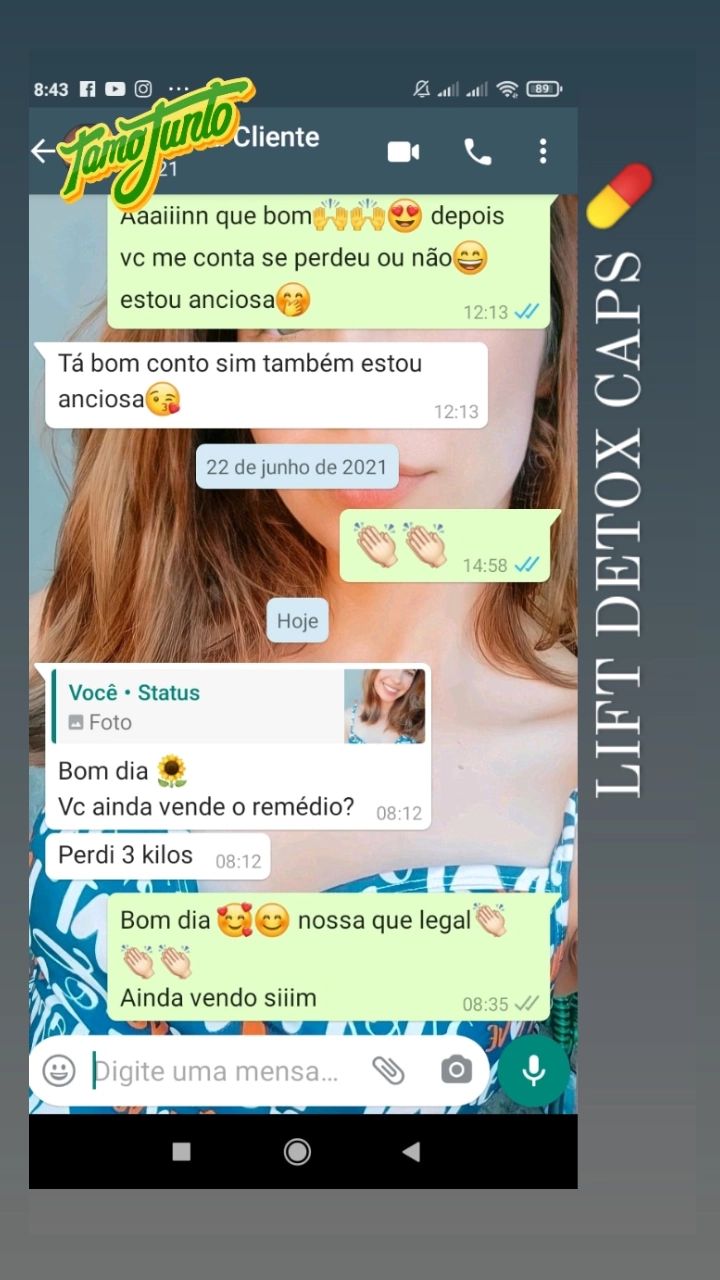 8:43
89
Tamo Junto
Cliente
21
Aaaiiinn que bom🙌🙌😍 depois
vc me conta se perdeu ou não😄
estou anciosa🤭
12:13
Tá bom conto sim também estou
anciosa😘
12:13
22 de junho de 2021
👏👏
14:58
Hoje
Você • Status
Foto
Bom dia 🌻
Vc ainda vende o remédio?
08:12
Perdi 3 kilos
08:12
Bom dia 🥰😊 nossa que legal👏
👏👏
Ainda vendo siiim
08:35
Digite uma mensa...
LIFT DETOX CAPS